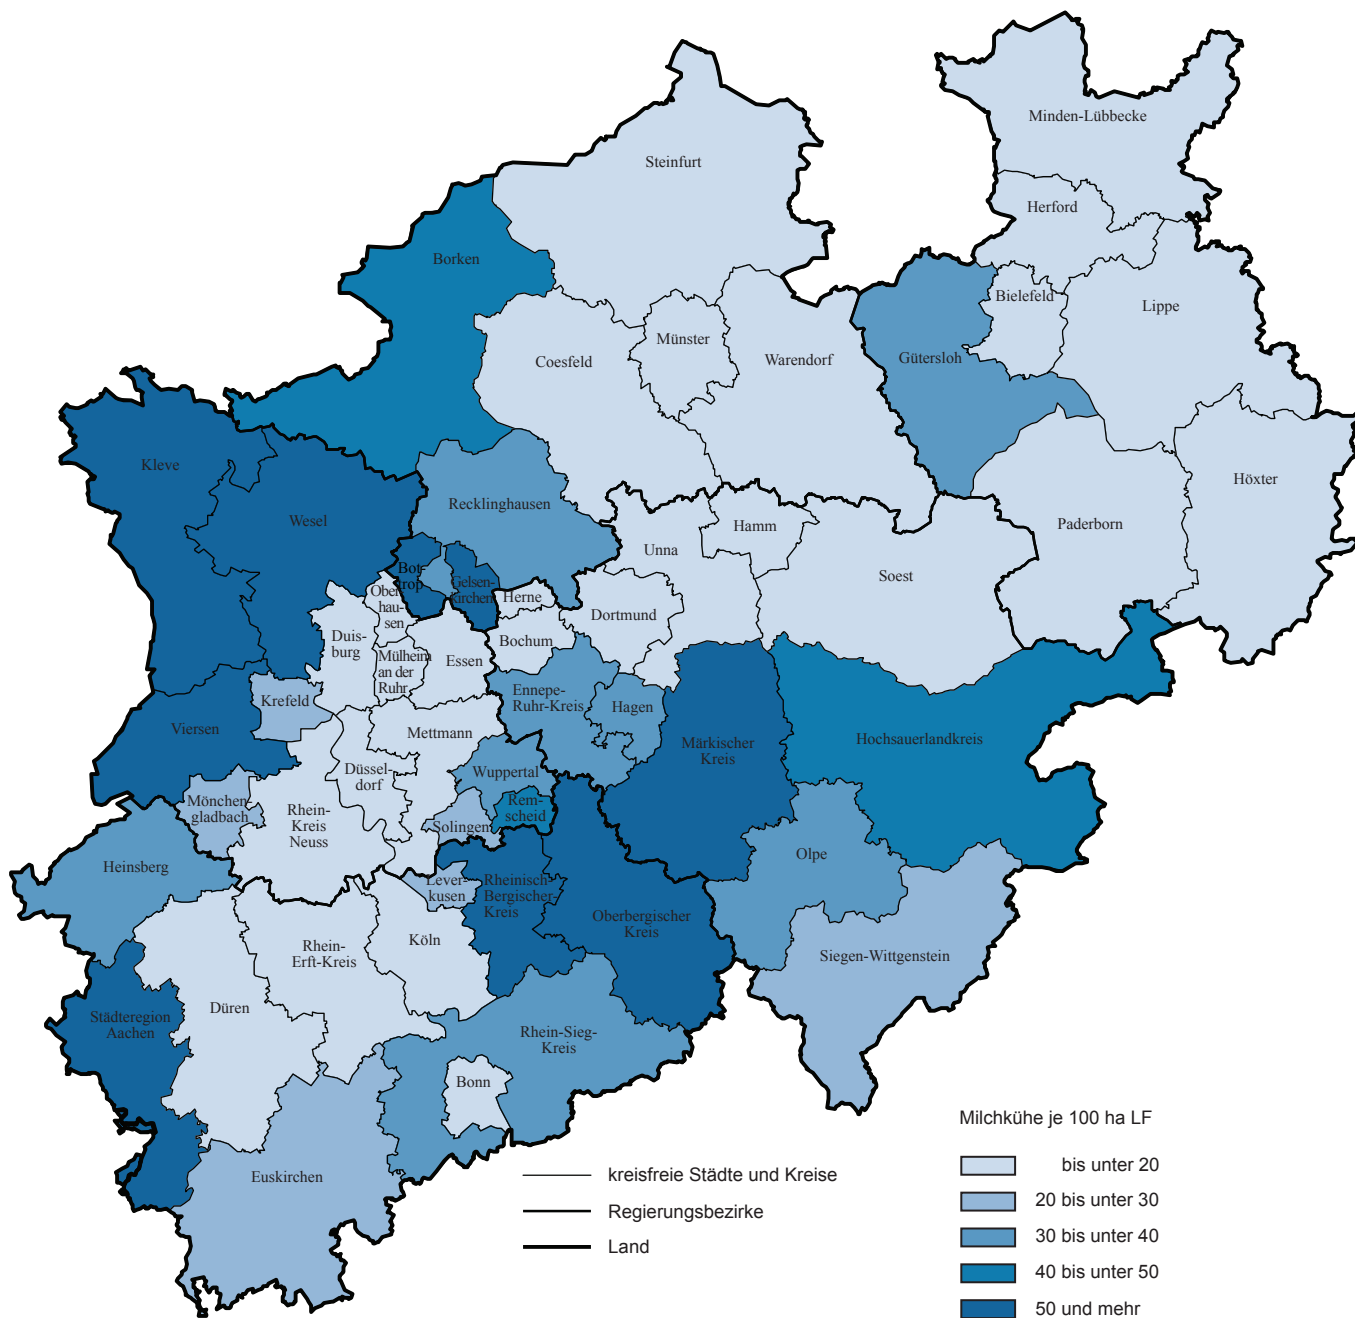 Minden-Lübbecke
Steinfurt
Herford
Borken
Bielefeld
Lippe
Münster
Coesfeld
Warendorf
Gütersloh
Kleve
Höxter
Recklinghausen
Wesel
Hamm
Paderborn
Unna
Bot-
trop
Gelsen-
kirchen
Soest
Ober-
hau-
sen
Herne
Dortmund
Duis-
burg
Bochum
Mülheim
an der
Ruhr
Essen
Krefeld
Ennepe-
Ruhr-Kreis
Hagen
Viersen
Mettmann
Märkischer
Kreis
Hochsauerlandkreis
Düssel-
dorf
Wuppertal
Mönchen-
gladbach
Rhein-
Kreis
Neuss
Rem-
scheid
Solingen
Heinsberg
Olpe
Lever-
kusen
Rheinisch-
Bergischer-
Kreis
Oberbergischer
Kreis
Köln
Rhein-
Erft-Kreis
Siegen-Wittgenstein
Düren
Städteregion
Aachen
Rhein-Sieg-
Kreis
Bonn
Euskirchen
kreisfreie Städte und Kreise
Regierungsbezirke
Land
Milchkühe je 100 ha LF
bis unter 20
20 bis unter 30
30 bis unter 40
40 bis unter 50
50 und mehr